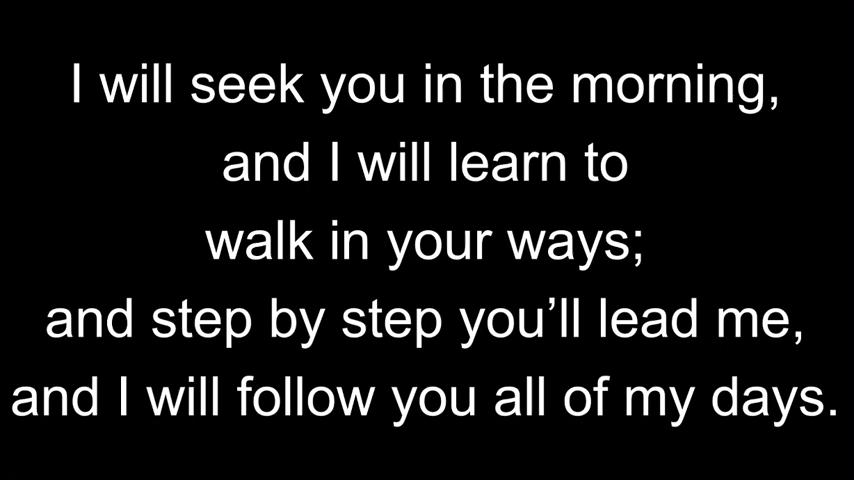 I will seek you in the morning,
and I will learn to
walk in your ways;
and step by step you’ll lead me,
and I will follow you all of my days.